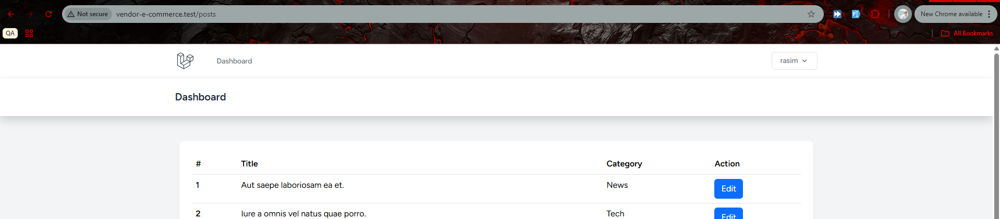 Not secure vendor-e-commerce.test/posts New Chrome available
QA All Bookmarks
Dashboard rasim
Dashboard
# Title Category Action
1 Aut saepe laboriosam ea et. News Edit
2 Iure a omnis vel natus quae porro. Tech Edit